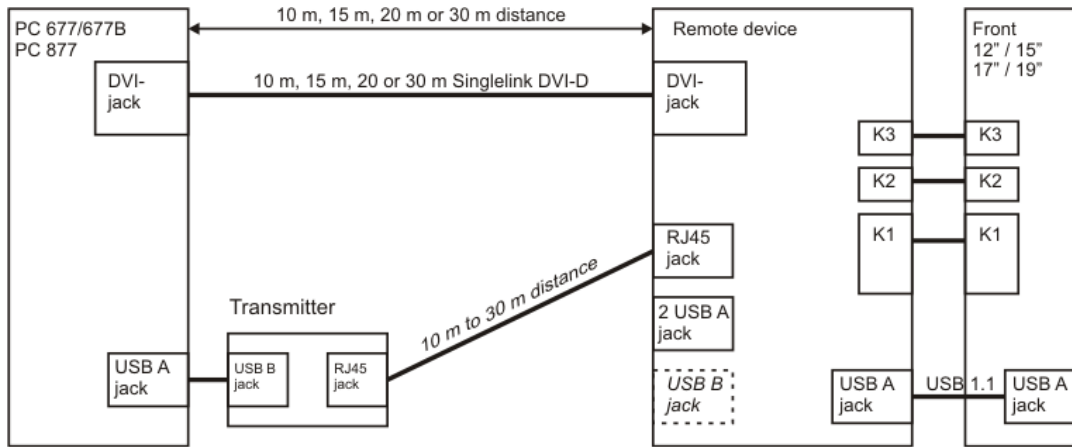 10 m, 15 m, 20 m or 30 m distance
PC 677/677B
PC 877
Remote device
Front
12” / 15”
17” / 19”
DVI-
jack
10 m, 15 m, 20 or 30 m Singlelink DVI-D
DVI-
jack
K3
K3
K2
K2
K1
K1
RJ45
jack
10 m to 30 m distance
Transmitter
2 USB A
jack
USB A
jack
USB B
jack
RJ45
jack
USB B
jack
USB A
jack
USB 1.1
USB A
jack